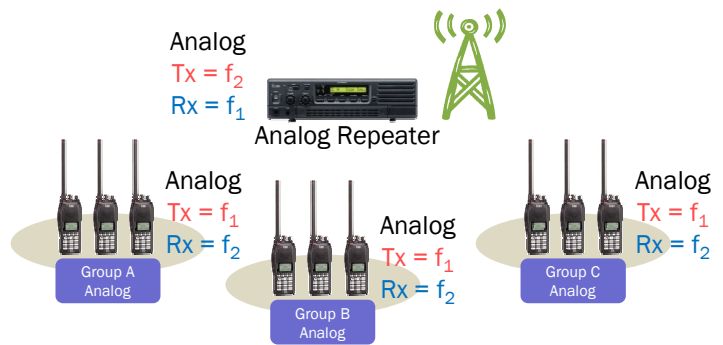 Analog
Tx = f₂
Rx = f₁
Analog Repeater
Analog
Tx = f₁
Rx = f₂
Group A
Analog
Analog
Tx = f₁
Rx = f₂
Group B
Analog
Analog
Tx = f₁
Rx = f₂
Group C
Analog